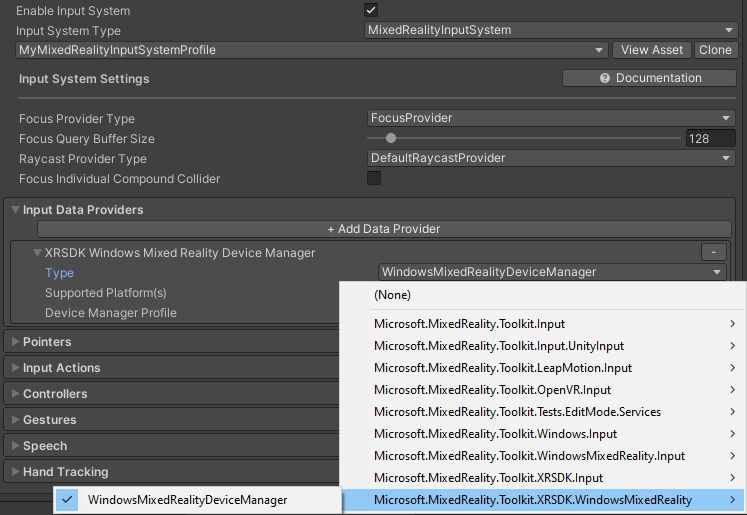 Enable Input System
Input System Type MixedRealityInputSystem
MyMixedRealityInputSystemProfile View Asset Clone
Input System Settings Documentation
Focus Provider Type FocusProvider
Focus Query Buffer Size 128
Raycast Provider Type DefaultRaycastProvider
Focus Individual Compound Collider
Input Data Providers
+ Add Data Provider
XRSDK Windows Mixed Reality Device Manager -
Type WindowsMixedRealityDeviceManager
Supported Platform(s)
Device Manager Profile
Pointers
Input Actions
Controllers
Gestures
Speech
Hand Tracking
(None)
Microsoft.MixedReality.Toolkit.Input
Microsoft.MixedReality.Toolkit.Input.UnityInput
Microsoft.MixedReality.Toolkit.LeapMotion.Input
Microsoft.MixedReality.Toolkit.OpenVR.Input
Microsoft.MixedReality.Toolkit.Tests.EditMode.Services
Microsoft.MixedReality.Toolkit.Windows.Input
Microsoft.MixedReality.Toolkit.WindowsMixedReality.Input
Microsoft.MixedReality.Toolkit.XRSDK.Input
Microsoft.MixedReality.Toolkit.XRSDK.WindowsMixedReality
WindowsMixedRealityDeviceManager